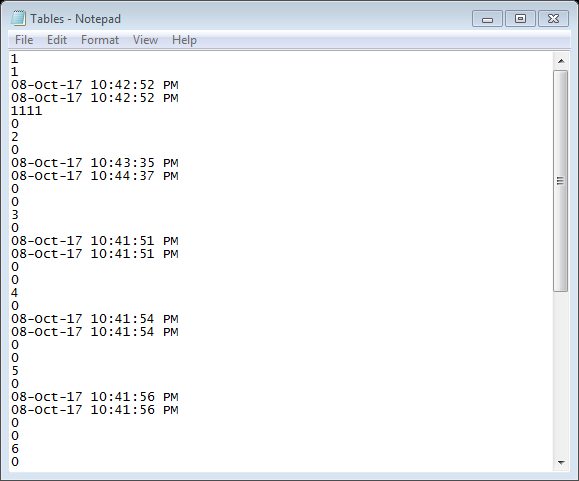 Tables - Notepad
File Edit Format View Help
1
1
08-Oct-17 10:42:52 PM
08-Oct-17 10:42:52 PM
1111
0
2
0
08-Oct-17 10:43:35 PM
08-Oct-17 10:44:37 PM
0
0
3
0
08-Oct-17 10:41:51 PM
08-Oct-17 10:41:51 PM
0
0
4
0
08-Oct-17 10:41:54 PM
08-Oct-17 10:41:54 PM
0
0
5
0
08-Oct-17 10:41:56 PM
08-Oct-17 10:41:56 PM
0
0
6
0